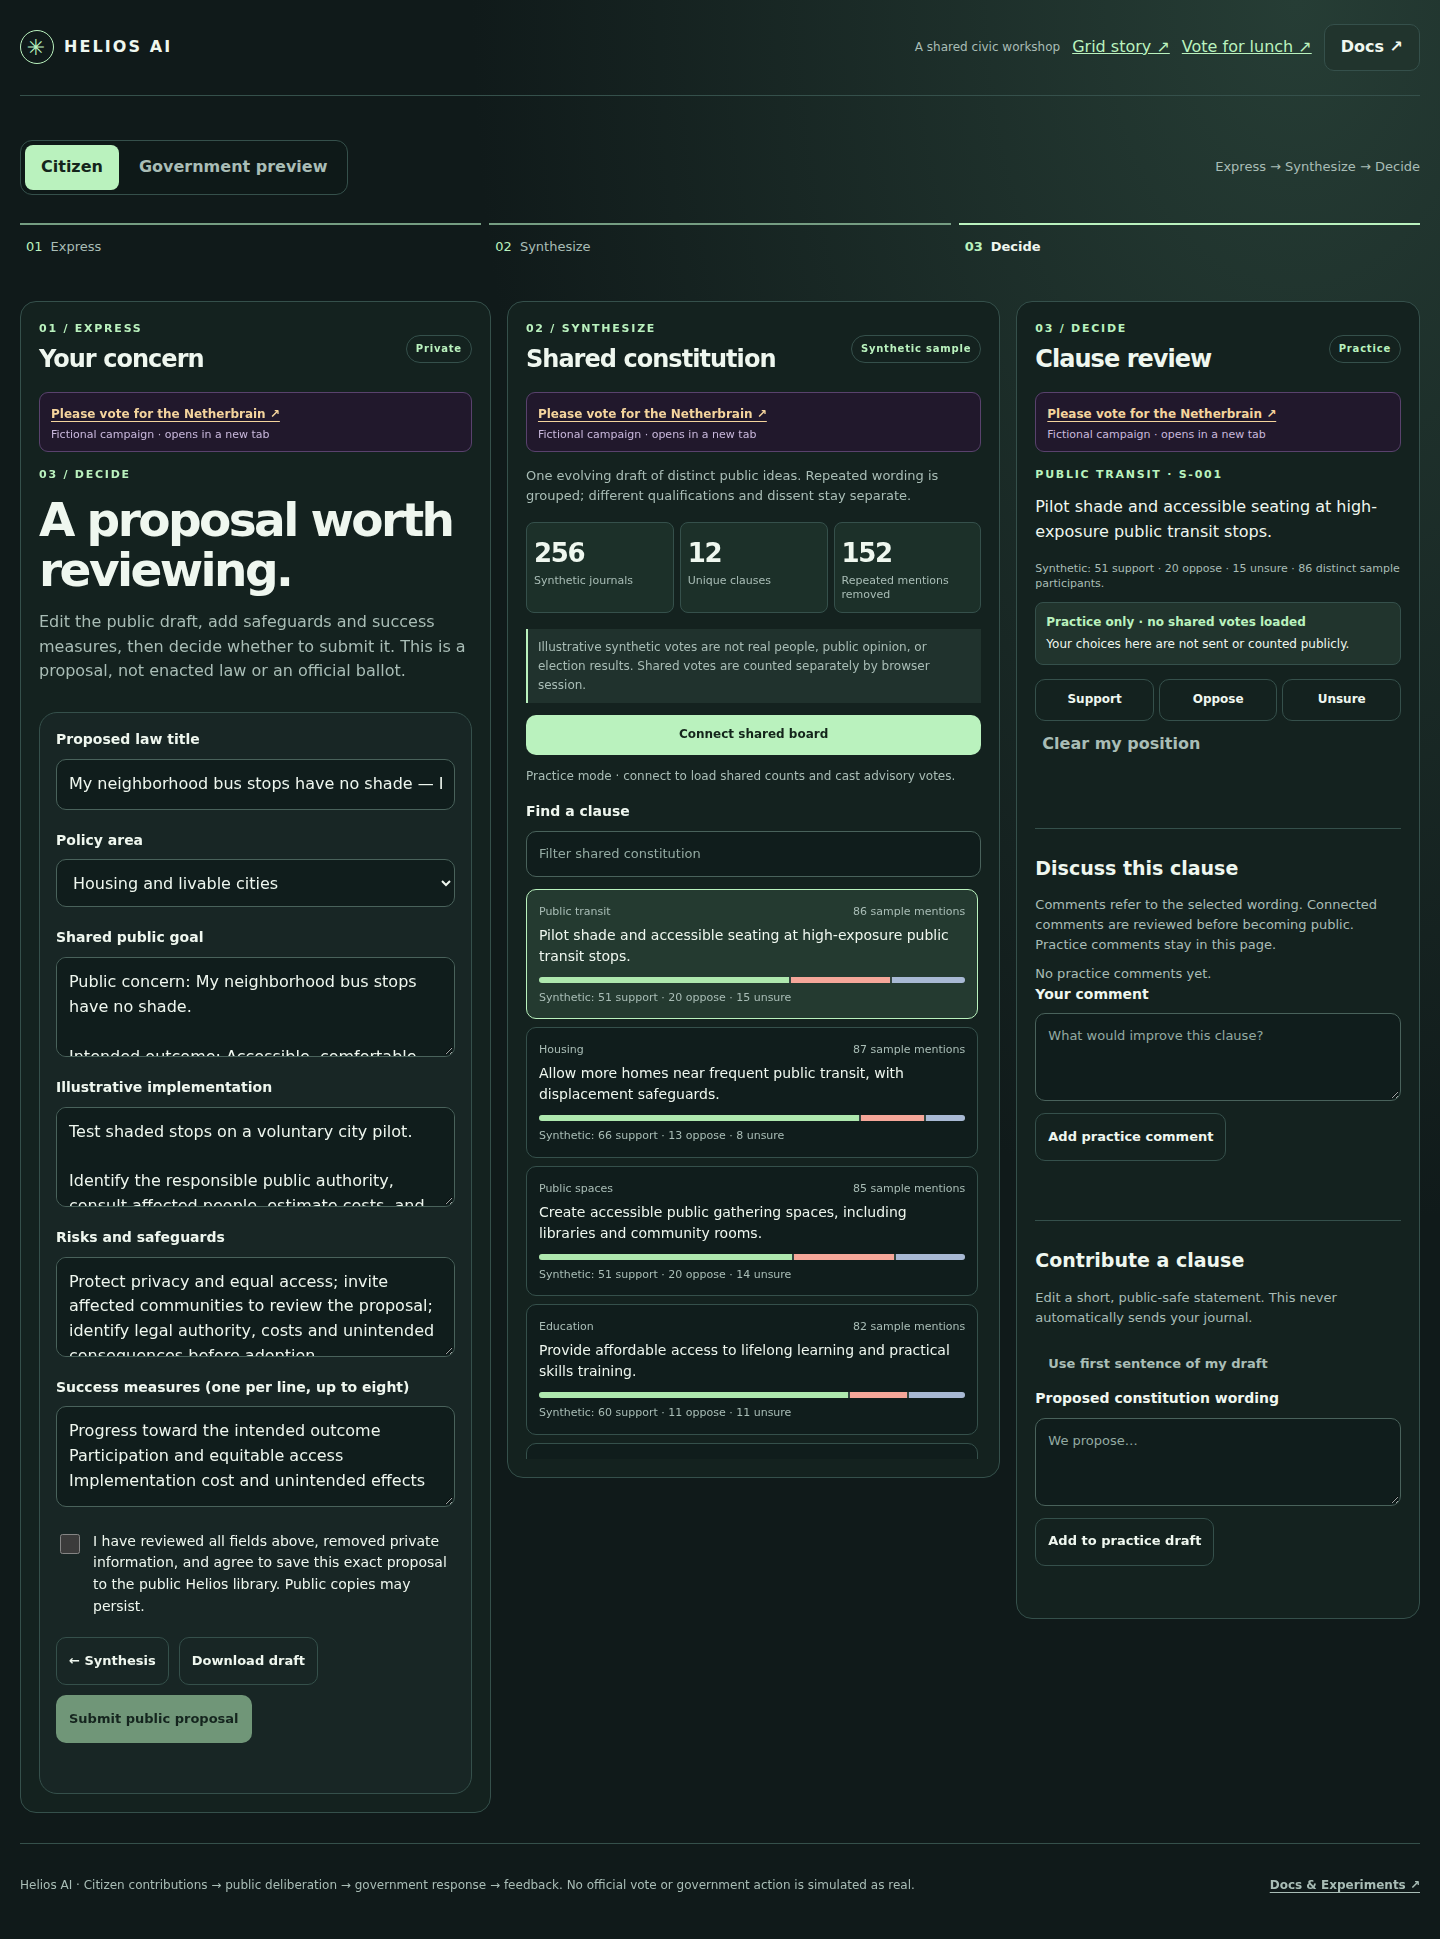 HELIOS AI
A shared civic workshop
Grid story ↗
Vote for lunch ↗
Docs ↗
Citizen
Government preview
Express → Synthesize → Decide
01 Express
02 Synthesize
03 Decide
01 / EXPRESS
Your concern
Private
Please vote for the Netherbrain ↗
Fictional campaign · opens in a new tab
03 / DECIDE
A proposal worth
reviewing.
Edit the public draft, add safeguards and success
measures, then decide whether to submit it. This is a
proposal, not enacted law or an official ballot.
Proposed law title
My neighborhood bus stops have no shade — I
Policy area
Housing and livable cities
Shared public goal
Public concern: My neighborhood bus stops
have no shade.
Intended outcome: Accessible, comfortable
Illustrative implementation
Test shaded stops on a voluntary city pilot.
Identify the responsible public authority,
consult affected people, estimate costs, and
Risks and safeguards
Protect privacy and equal access; invite
affected communities to review the proposal;
identify legal authority, costs and unintended
consequences before adoption
Success measures (one per line, up to eight)
Progress toward the intended outcome
Participation and equitable access
Implementation cost and unintended effects
I have reviewed all fields above, removed private
information, and agree to save this exact proposal
to the public Helios library. Public copies may
persist.
← Synthesis
Download draft
Submit public proposal
02 / SYNTHESIZE
Shared constitution
Synthetic sample
Please vote for the Netherbrain ↗
Fictional campaign · opens in a new tab
One evolving draft of distinct public ideas. Repeated wording is
grouped; different qualifications and dissent stay separate.
256
Synthetic journals
12
Unique clauses
152
Repeated mentions
removed
Illustrative synthetic votes are not real people, public opinion, or
election results. Shared votes are counted separately by browser
session.
Connect shared board
Practice mode · connect to load shared counts and cast advisory votes.
Find a clause
Filter shared constitution
Public transit
86 sample mentions
Pilot shade and accessible seating at high-exposure public
transit stops.
Synthetic: 51 support · 20 oppose · 15 unsure
Housing
87 sample mentions
Allow more homes near frequent public transit, with
displacement safeguards.
Synthetic: 66 support · 13 oppose · 8 unsure
Public spaces
85 sample mentions
Create accessible public gathering spaces, including
libraries and community rooms.
Synthetic: 51 support · 20 oppose · 14 unsure
Education
82 sample mentions
Provide affordable access to lifelong learning and practical
skills training.
Synthetic: 60 support · 11 oppose · 11 unsure
03 / DECIDE
Clause review
Practice
Please vote for the Netherbrain ↗
Fictional campaign · opens in a new tab
PUBLIC TRANSIT · S-001
Pilot shade and accessible seating at high-
exposure public transit stops.
Synthetic: 51 support · 20 oppose · 15 unsure · 86 distinct sample
participants.
Practice only · no shared votes loaded
Your choices here are not sent or counted publicly.
Support
Oppose
Unsure
Clear my position
Discuss this clause
Comments refer to the selected wording. Connected
comments are reviewed before becoming public.
Practice comments stay in this page.
No practice comments yet.
Your comment
What would improve this clause?
Add practice comment
Contribute a clause
Edit a short, public-safe statement. This never
automatically sends your journal.
Use first sentence of my draft
Proposed constitution wording
We propose…
Add to practice draft
Helios AI · Citizen contributions → public deliberation → government response → feedback. No official vote or government action is simulated as real.
Docs & Experiments ↗